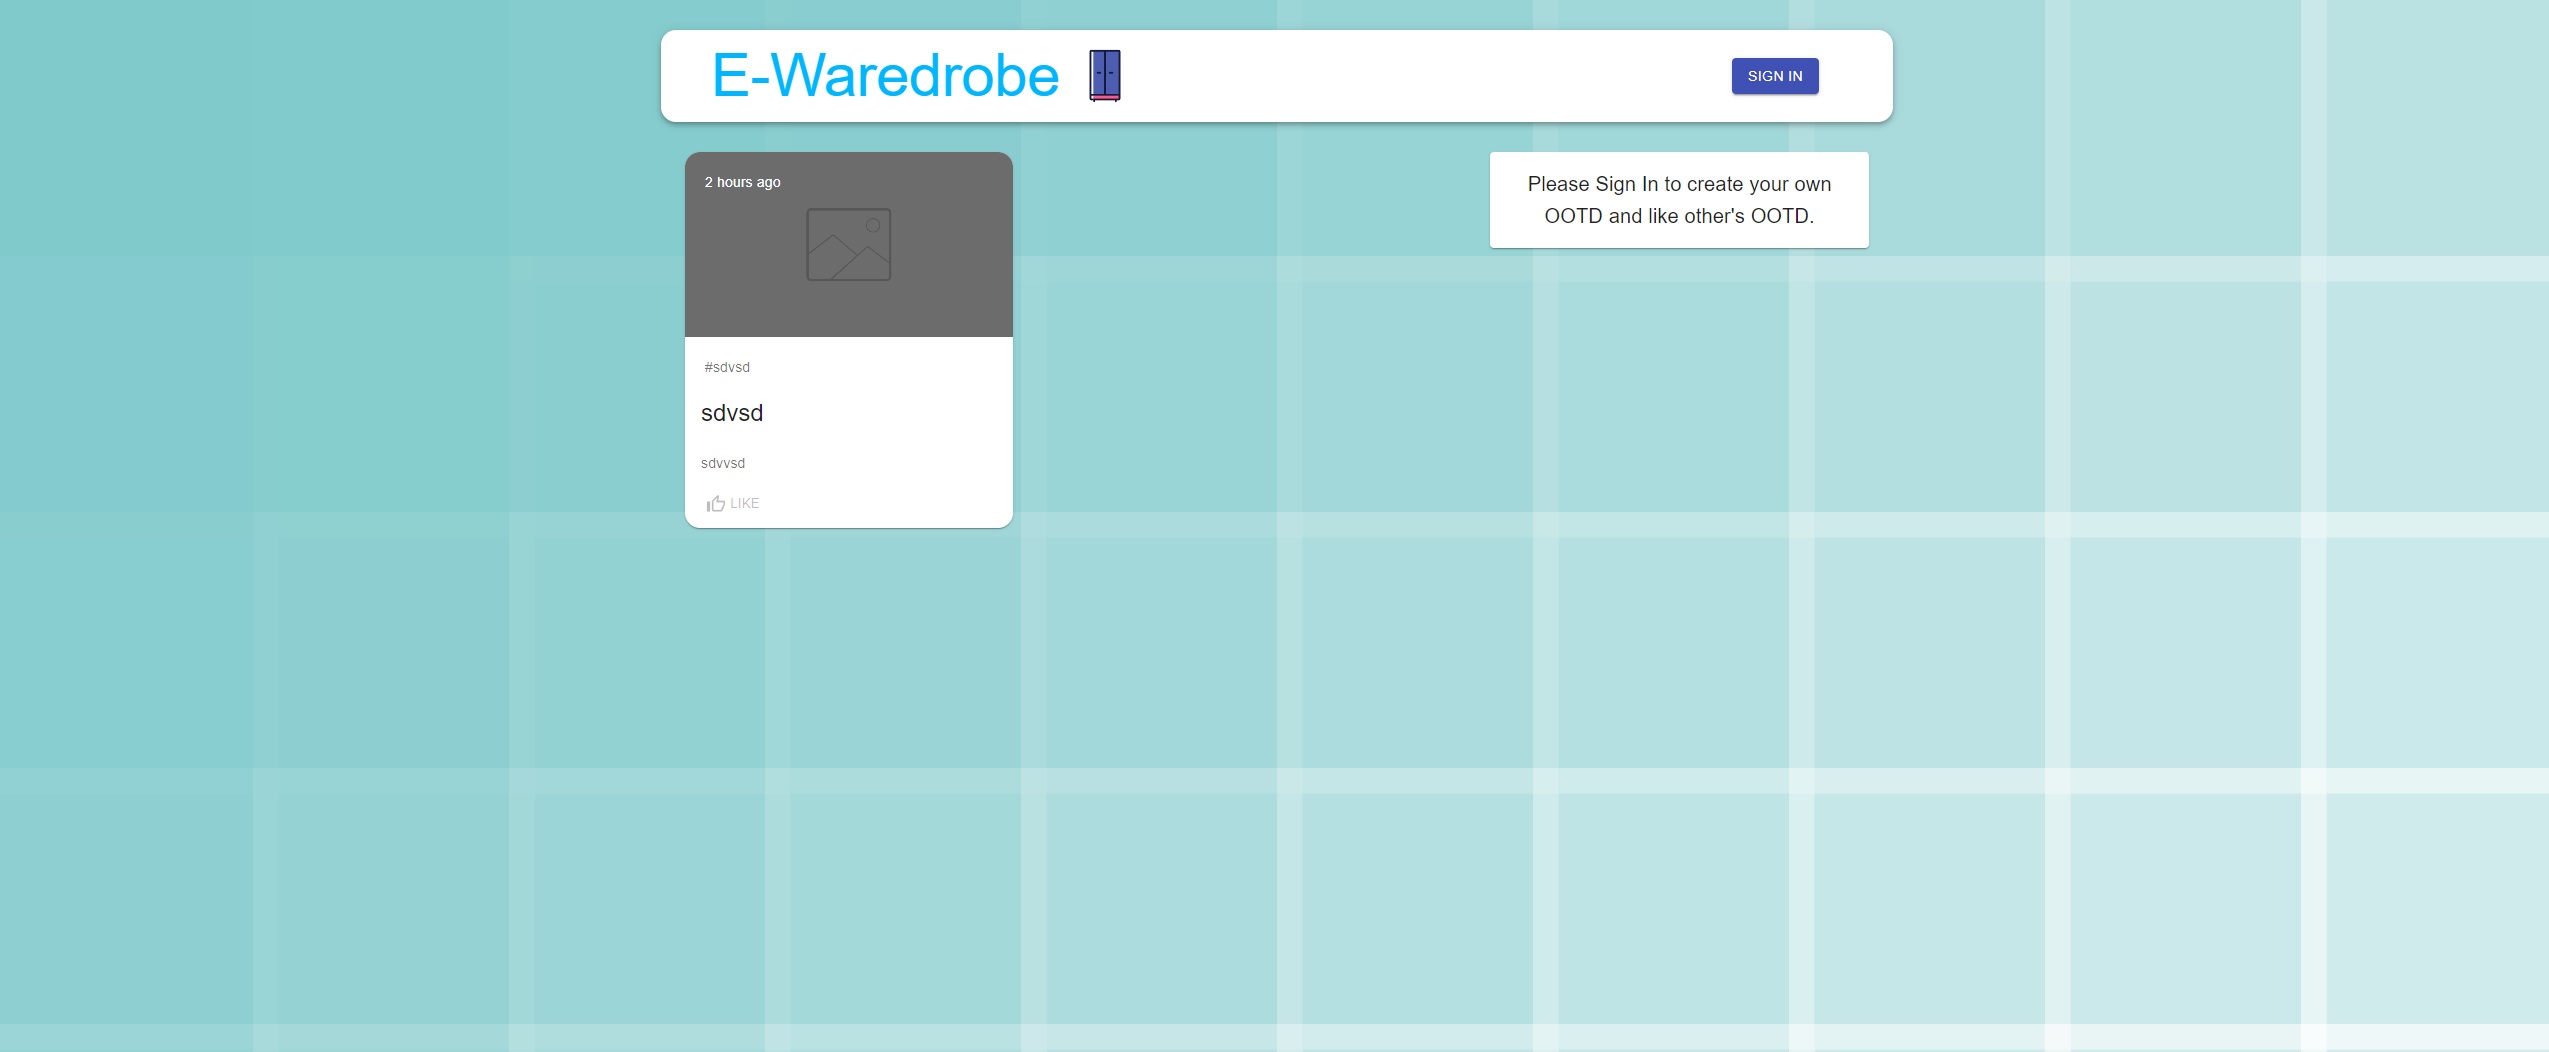 E-Waredrobe
SIGN IN
2 hours ago
#sdvsd
sdvsd
sdvvsd
LIKE
Please Sign In to create your own
OOTD and like other's OOTD.